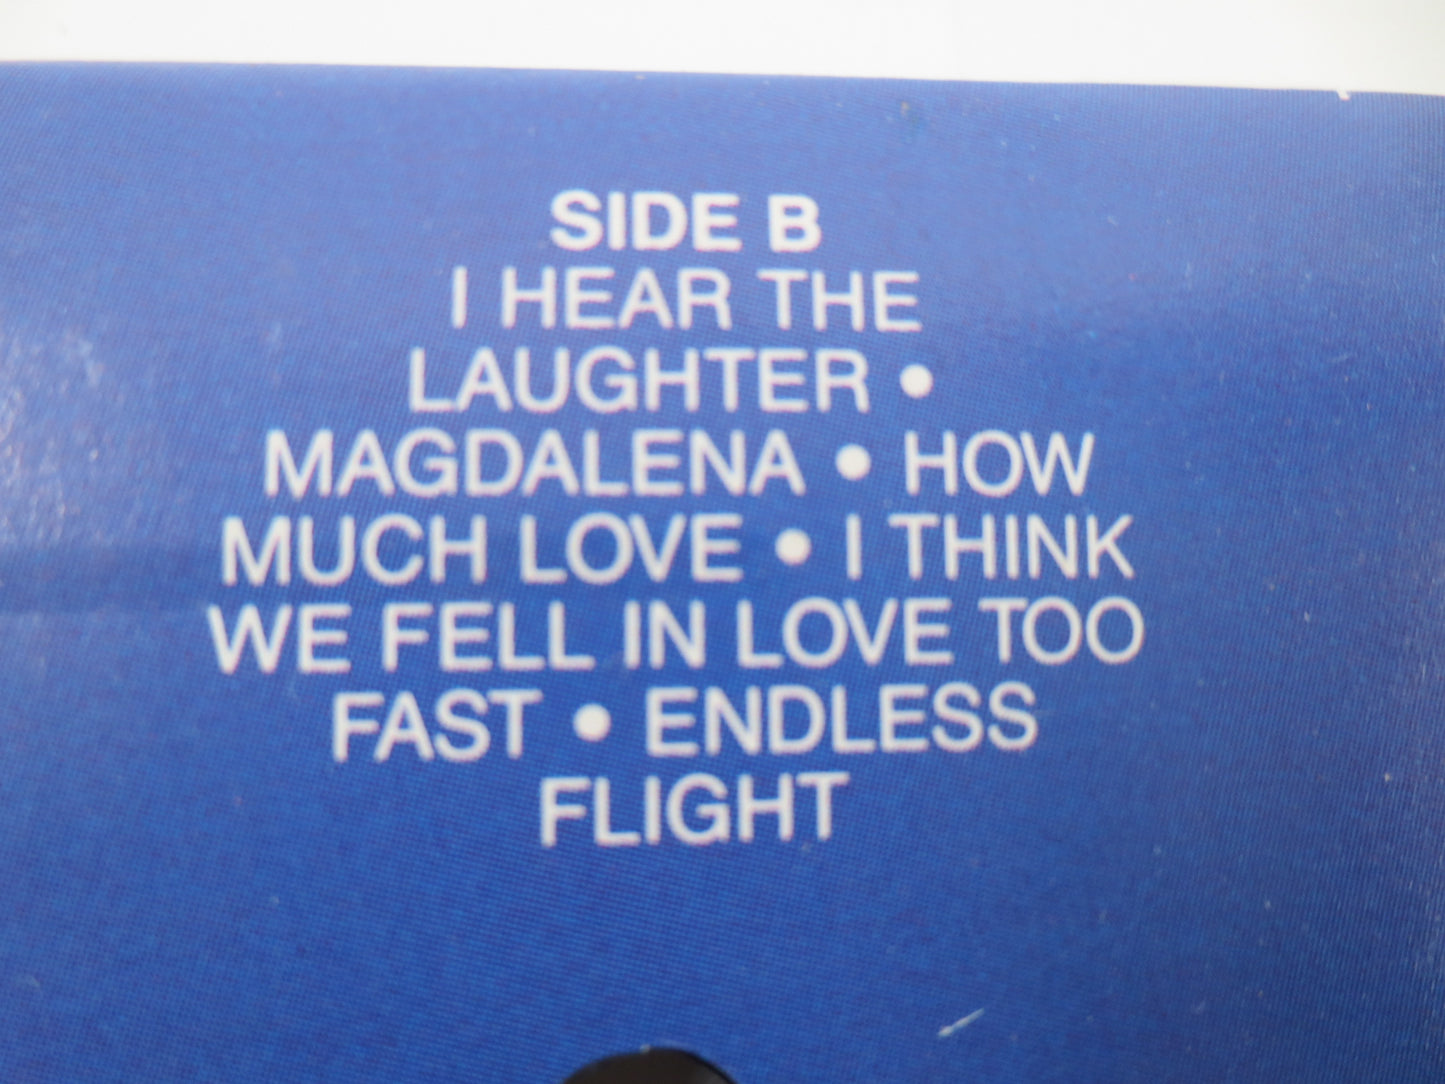 SIDE B
I HEAR THE
LAUGHTER •
MAGDALENA • HOW
MUCH LOVE • I THINK
WE FELL IN LOVE TOO
FAST • ENDLESS
FLIGHT